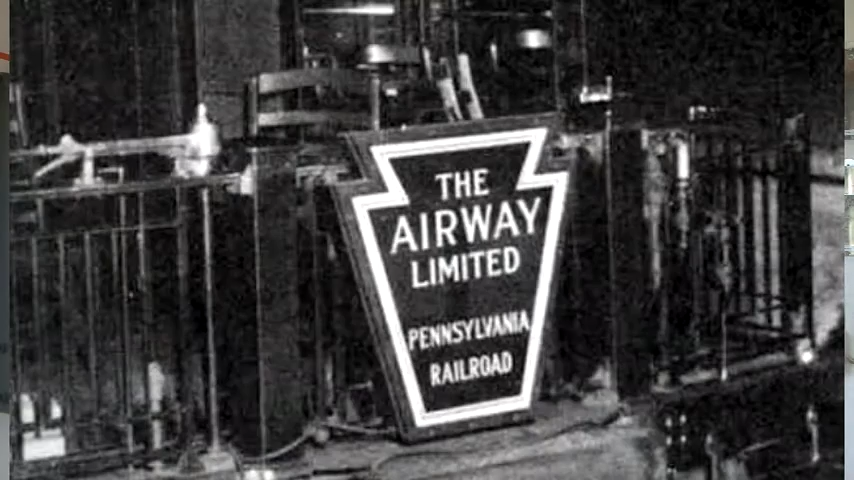 THE
AIRWAY
LIMITED
PENNSYLVANIA
RAILROAD